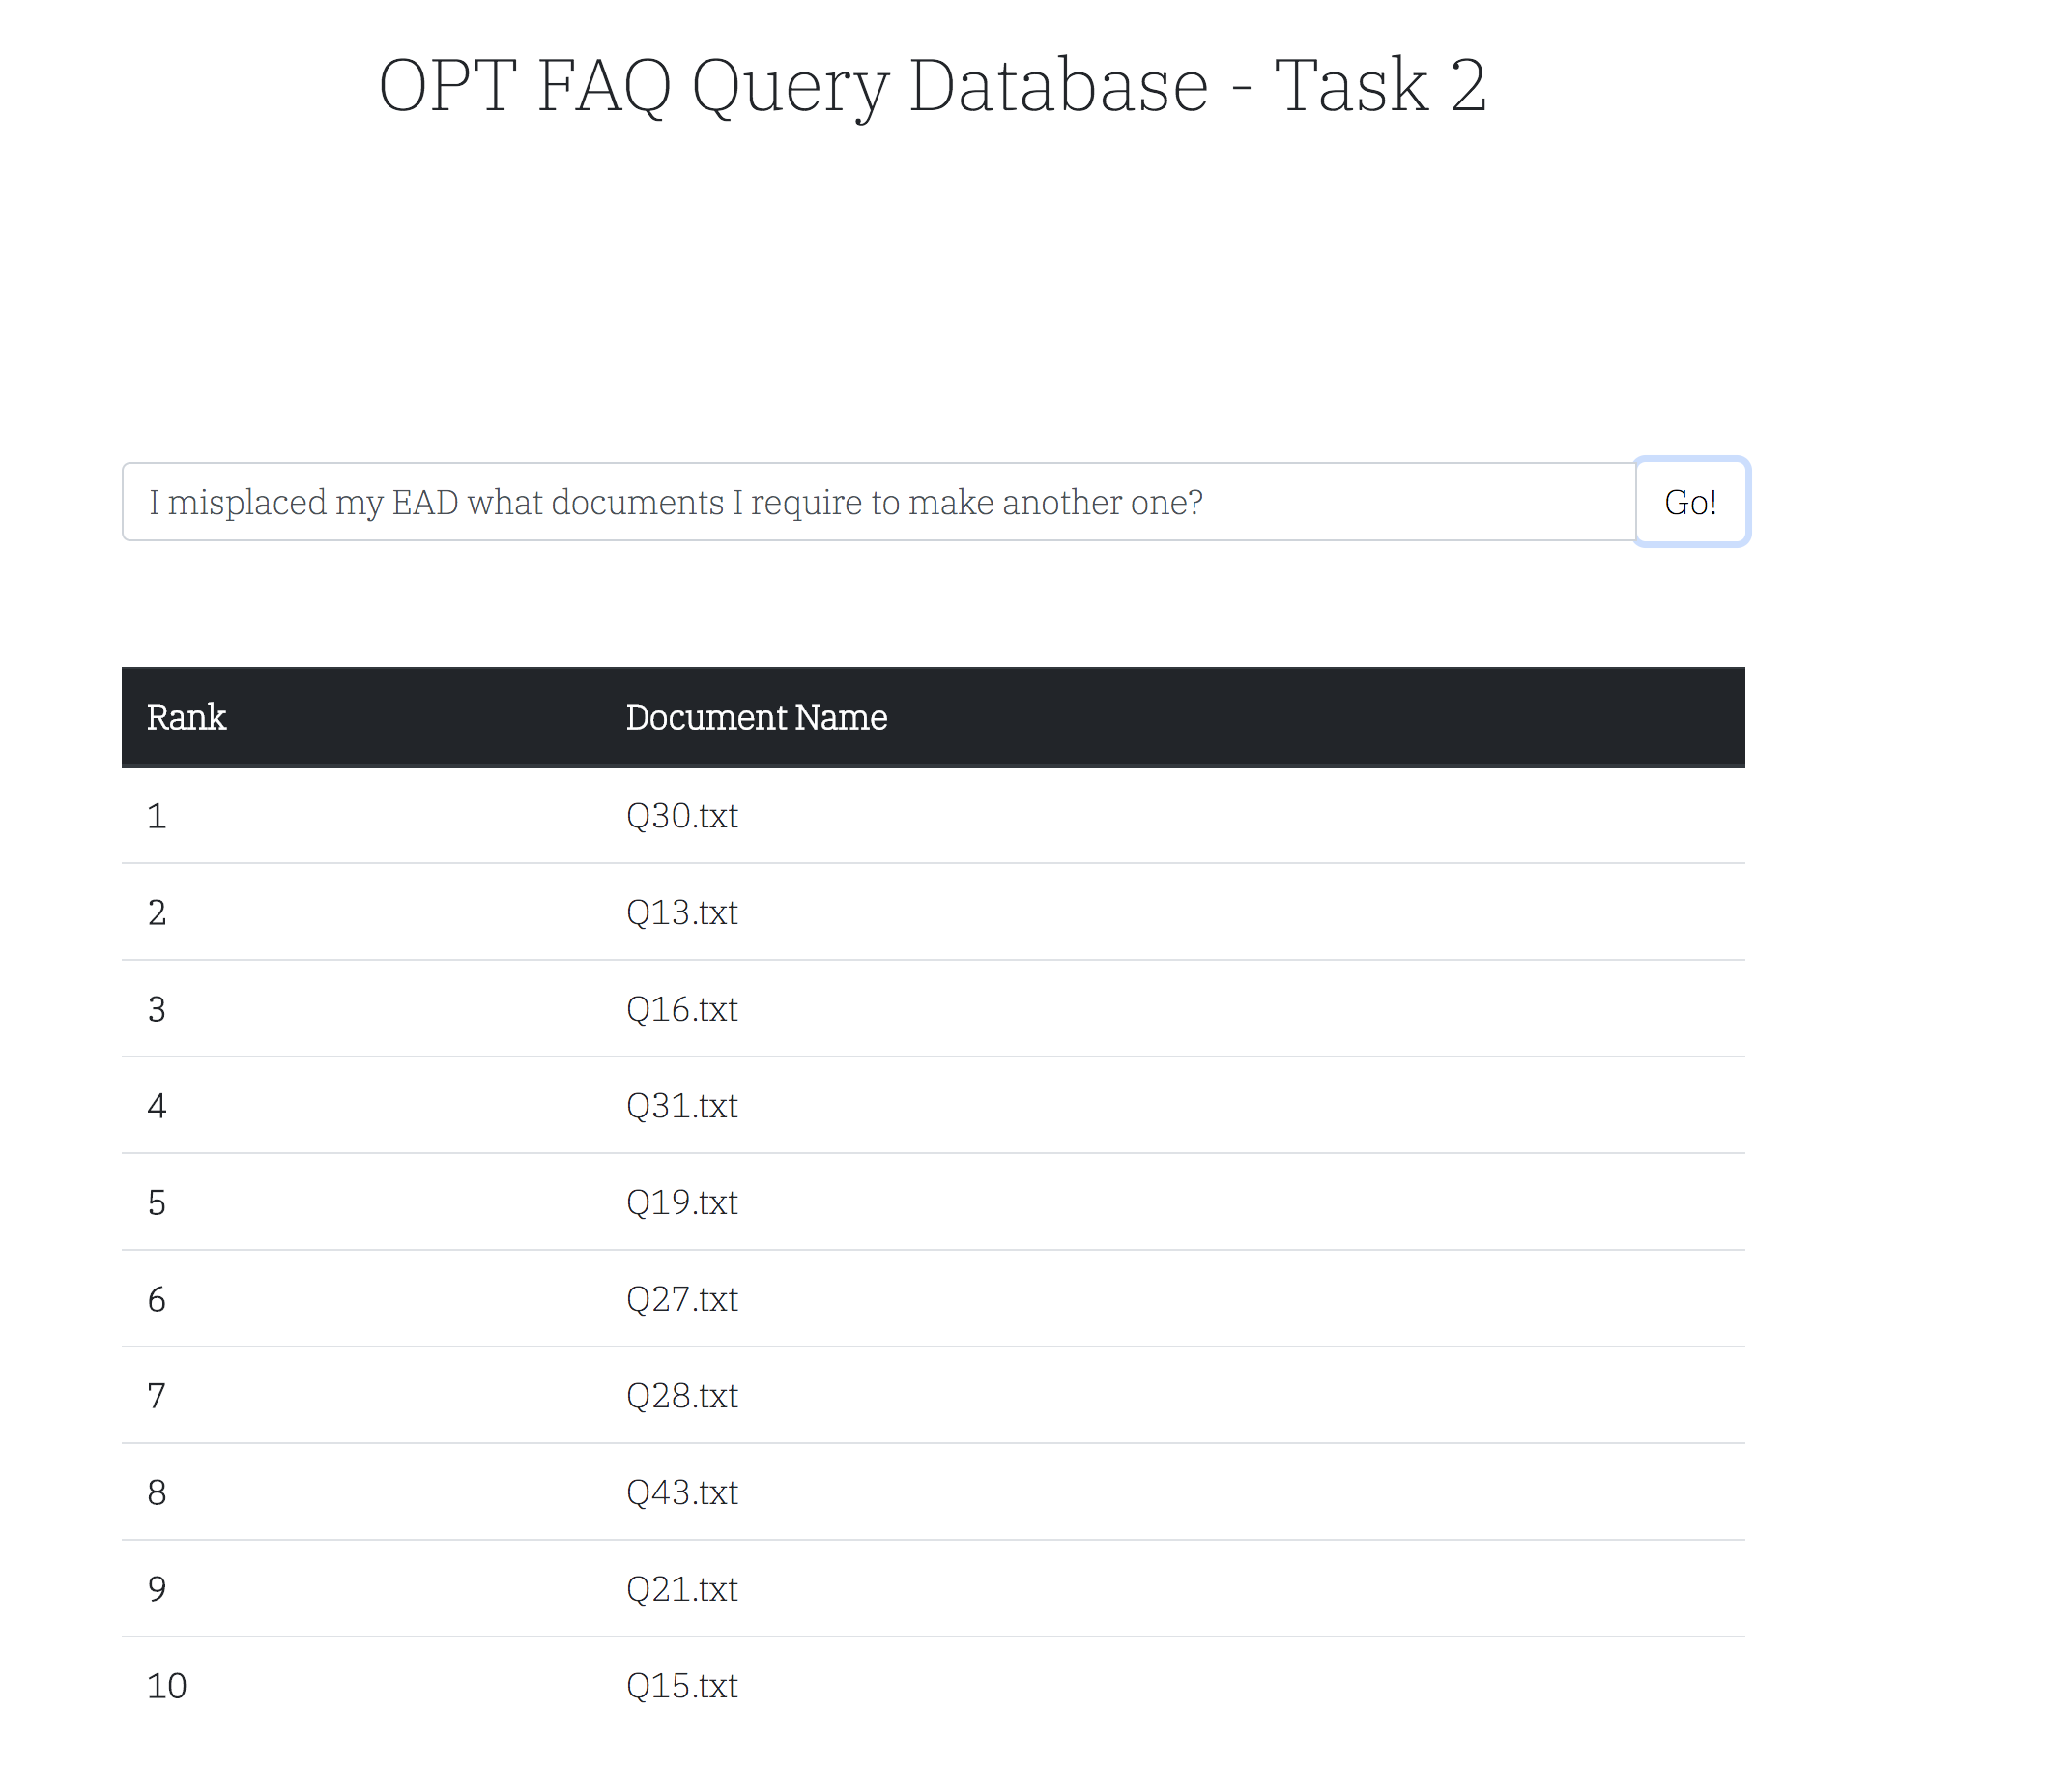 OPT FAQ Query Database - Task 2
I misplaced my EAD what documents I require to make another one? Go!
Rank Document Name
1 Q30.txt
2 Q13.txt
3 Q16.txt
4 Q31.txt
5 Q19.txt
6 Q27.txt
7 Q28.txt
8 Q43.txt
9 Q21.txt
10 Q15.txt